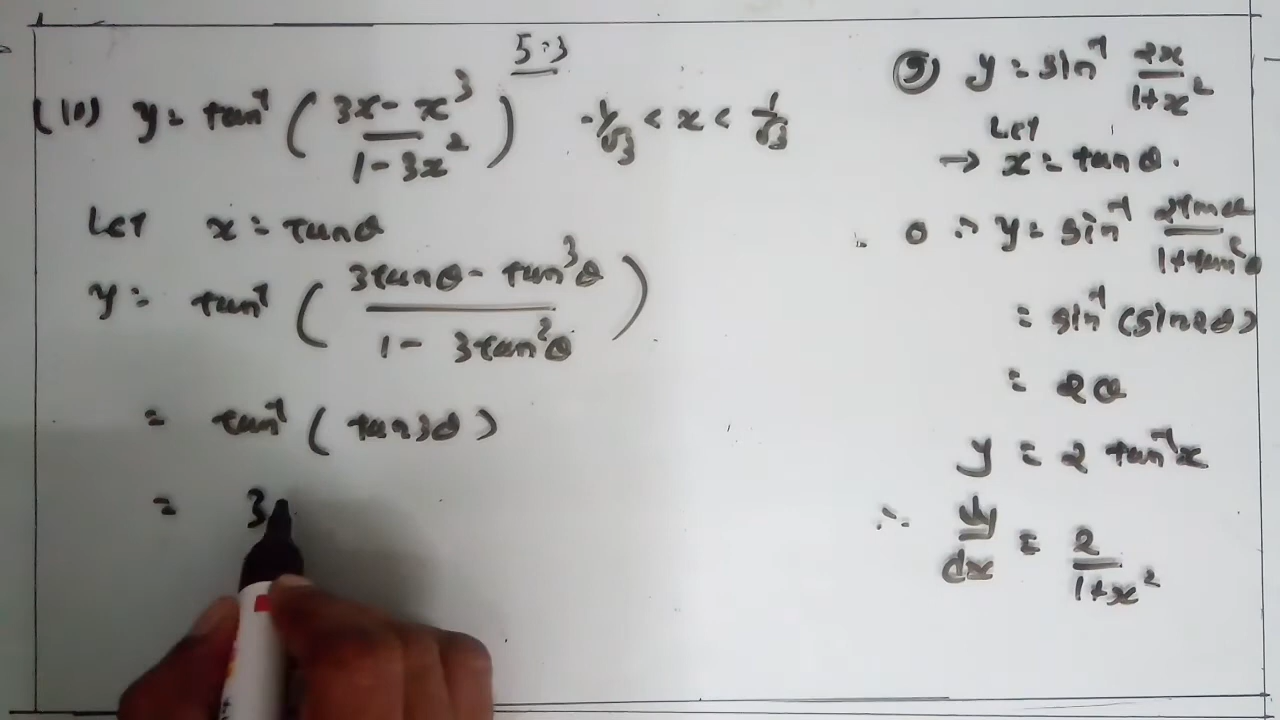 5.3
(10) y = tan⁻¹ ( 3x - x³ / 1 - 3x² ) -1/√3 < x < 1/√3
Let x = tanθ
y = tan⁻¹ ( 3tanθ - tan³θ / 1 - 3tan²θ )
= tan⁻¹ ( tan3θ )
= 3
⑨ y = sin⁻¹ 2x / 1+x²
Let
→ x = tanθ.
∴ y = sin⁻¹ 2tanθ / 1+tan²θ
= sin⁻¹ (sin2θ)
= 2θ
y = 2 tan⁻¹x
∴ dy/dx = 2 / 1+x²